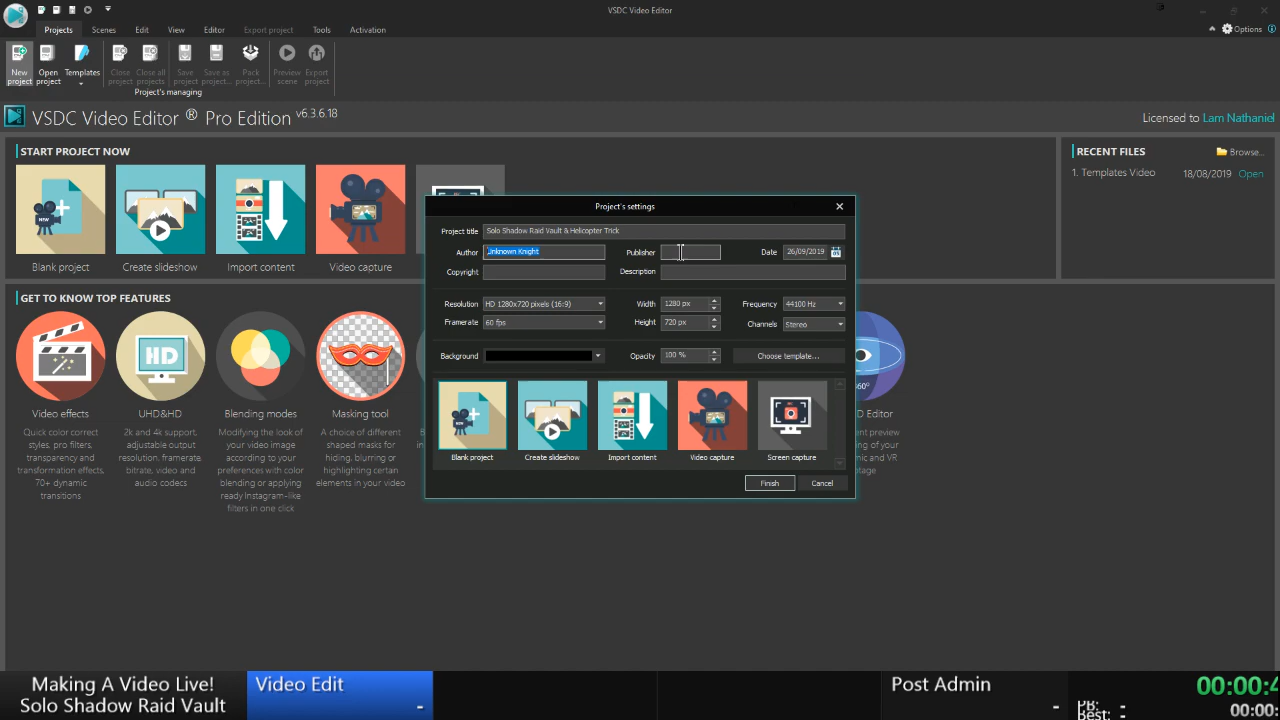 VSDC Video Editor
Projects
Scenes
Edit
View
Editor
Export project
Tools
Activation
Options
New project
Open project
Templates
Close project
Close all projects
Save project
Save as project...
Pack project...
Preview scene
Export project
Project's managing
VSDC Video Editor ® Pro Edition v6.3.6.18
Licensed to Lam Nathaniel
START PROJECT NOW
Blank project
Create slideshow
Import content
Video capture
RECENT FILES
Browse...
1. Templates Video 18/08/2019 Open
GET TO KNOW TOP FEATURES
Video effects
Quick color correct
styles, pro filters,
transparency and
transformation effects,
70+ dynamic
transitions
UHD&HD
2k and 4k support,
adjustable output
resolution, framerate,
bitrate, video and
audio codecs
Blending modes
Modifying the look of
your video image
according to your
preferences with color
blending or applying
ready Instagram-like
filters in one click
Masking tool
A choice of different
shaped masks for
hiding, blurring or
highlighting certain
elements in your video
D Editor
Project's settings
Project title Solo Shadow Raid Vault & Helicopter Trick
Author Unknown Knight Publisher Date 26/09/2019
Copyright Description
Resolution HD 1280x720 pixels (16:9) Width 1280 px Frequency 44100 Hz
Framerate 60 fps Height 720 px Channels Stereo
Background Opacity 100 % Choose template...
Blank project
Create slideshow
Import content
Video capture
Screen capture
Finish Cancel
Making A Video Live!
Solo Shadow Raid Vault
Video Edit
-
Post Admin
-
PB: -
Best: -